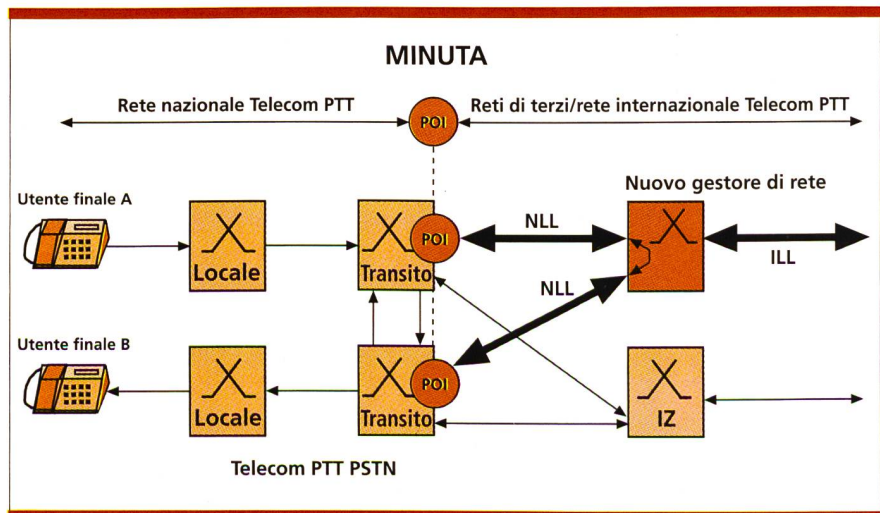 MINUTA
Rete nazionale Telecom PTT
POI
Reti di terzi/rete internazionale Telecom PTT
Nuovo gestore di rete
Utente finale A
Locale
Transito
POI
NLL
ILL
NLL
Utente finale B
Locale
Transito
POI
IZ
Telecom PTT PSTN